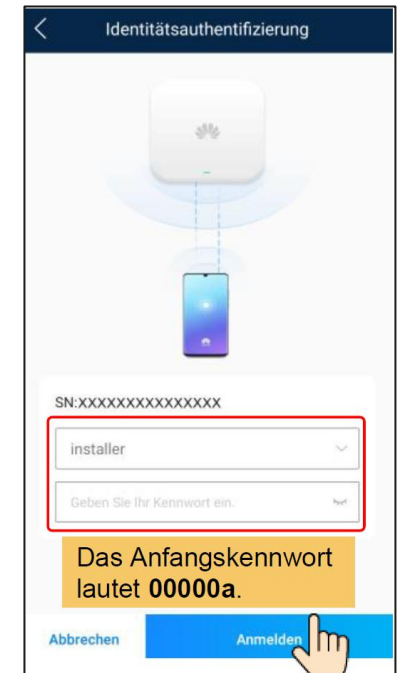 Identitätsauthentifizierung
SN:XXXXXXXXXXXXXXX
installer
Geben Sie Ihr Kennwort ein.
Das Anfangskennwort
lautet 00000a.
Abbrechen
Anmelden